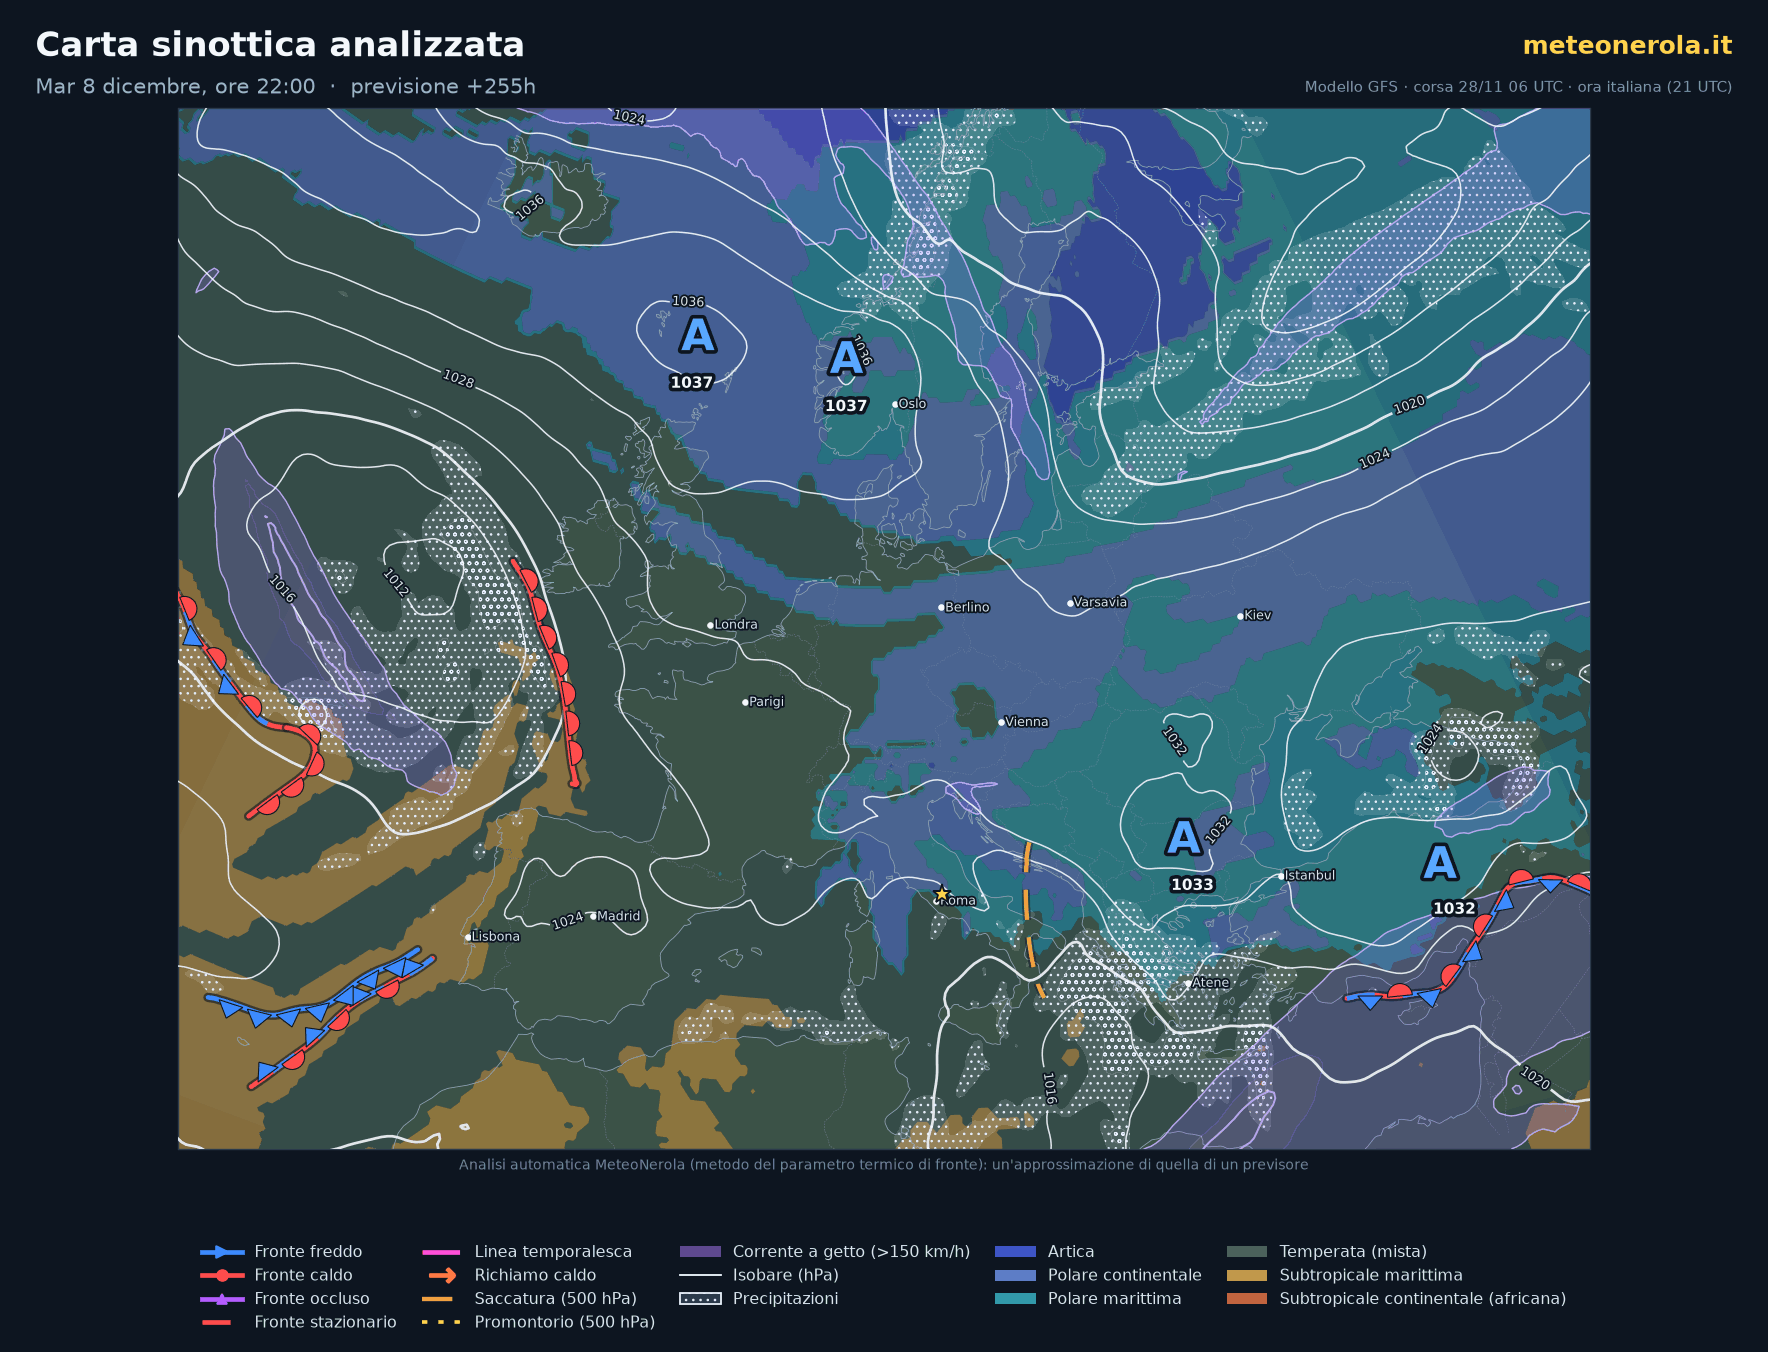 Carta sinottica analizzata
meteonerola.it
Mar 8 dicembre, ore 22:00 · previsione +255h
Modello GFS · corsa 28/11 06 UTC · ora italiana (21 UTC)
1024
1036
1036
A
1037
A
1036
1037
Oslo
1028
1020
1024
1016
1012
Berlino
Varsavia
Kiev
Londra
Parigi
Vienna
1032
1024
A
1032
1033
Istanbul
A
1032
Roma
1024
Madrid
Lisbona
Atene
1016
1020
Analisi automatica MeteoNerola (metodo del parametro termico di fronte): un'approssimazione di quella di un previsore
Fronte freddo
Linea temporalesca
Corrente a getto (>150 km/h)
Artica
Temperata (mista)
Fronte caldo
Richiamo caldo
Isobare (hPa)
Polare continentale
Subtropicale marittima
Fronte occluso
Saccatura (500 hPa)
Precipitazioni
Polare marittima
Subtropicale continentale (africana)
Fronte stazionario
Promontorio (500 hPa)